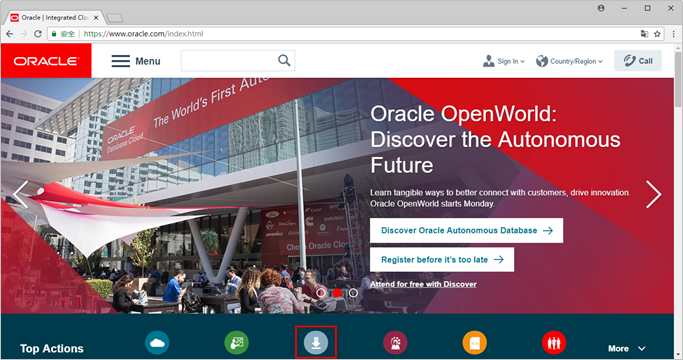 Oracle | Integrated Clou
安全 | https://www.oracle.com/index.html
ORACLE
Menu
Sign In
Country/Region
Call
The World's First Auto
ORACLE
Database Cloud
Oracle OpenWorld:
Discover the Autonomous
Future
Learn tangible ways to better connect with customers, drive innovation.
Oracle OpenWorld starts Monday.
Discover Oracle Autonomous Database
Register before it's too late
Attend for free with Discover
Oracle Clou
Top Actions
More